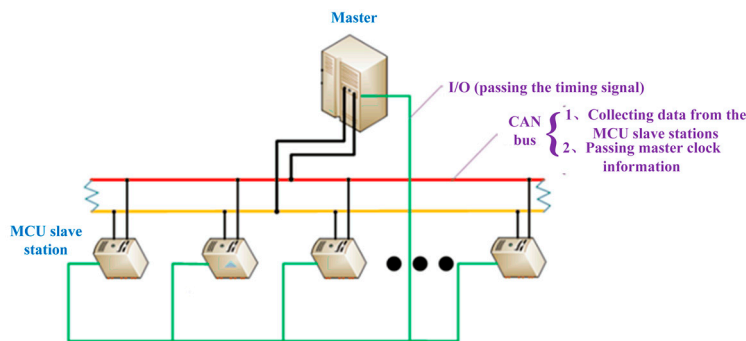 Master
I/O (passing the timing signal)
CAN
bus
1、Collecting data from the
MCU slave stations
2、Passing master clock
information
MCU slave
station